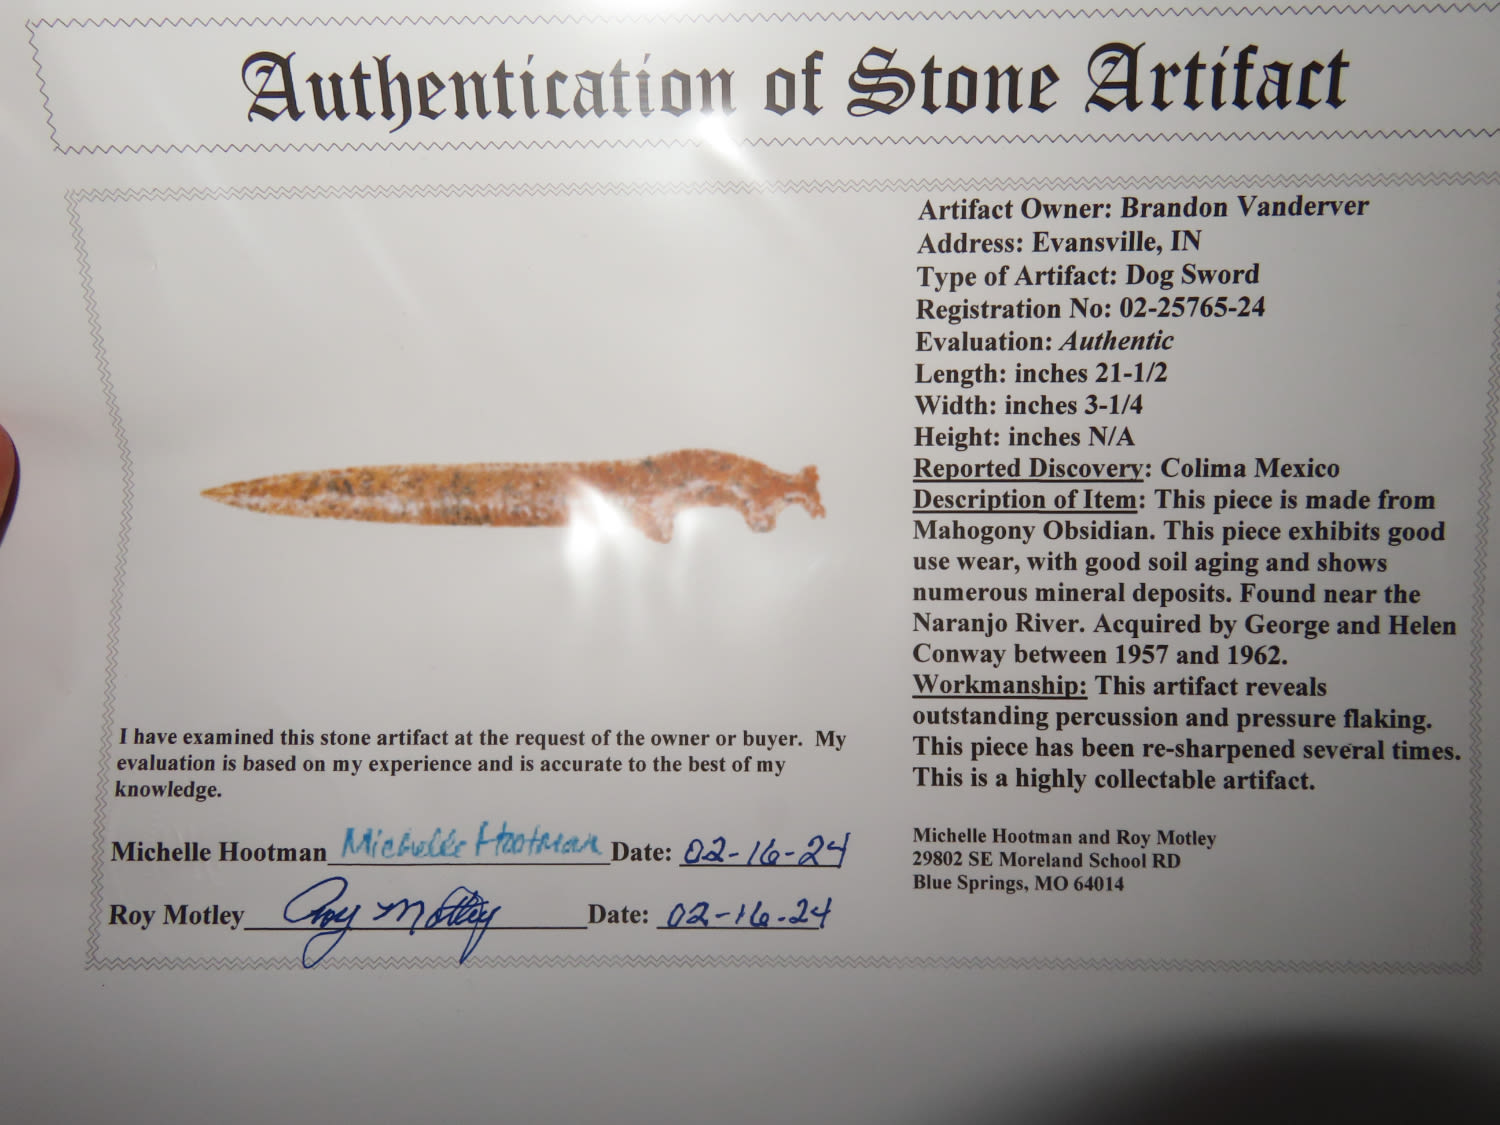 Authentication of Stone Artifact
Artifact Owner: Brandon Vanderver
Address: Evansville, IN
Type of Artifact: Dog Sword
Registration No: 02-25765-24
Evaluation: Authentic
Length: inches 21-1/2
Width: inches 3-1/4
Height: inches N/A
Reported Discovery: Colima Mexico
Description of Item: This piece is made from
Mahogony Obsidian. This piece exhibits good
use wear, with good soil aging and shows
numerous mineral deposits. Found near the
Naranjo River. Acquired by George and Helen
Conway between 1957 and 1962.
Workmanship: This artifact reveals
outstanding percussion and pressure flaking.
This piece has been re-sharpened several times.
This is a highly collectable artifact.
I have examined this stone artifact at the request of the owner or buyer. My
evaluation is based on my experience and is accurate to the best of my
knowledge.
Michelle Hootman Michelle Hootman Date: 02-16-24
Roy Motley Roy Motley Date: 02-16-24
Michelle Hootman and Roy Motley
29802 SE Moreland School RD
Blue Springs, MO 64014